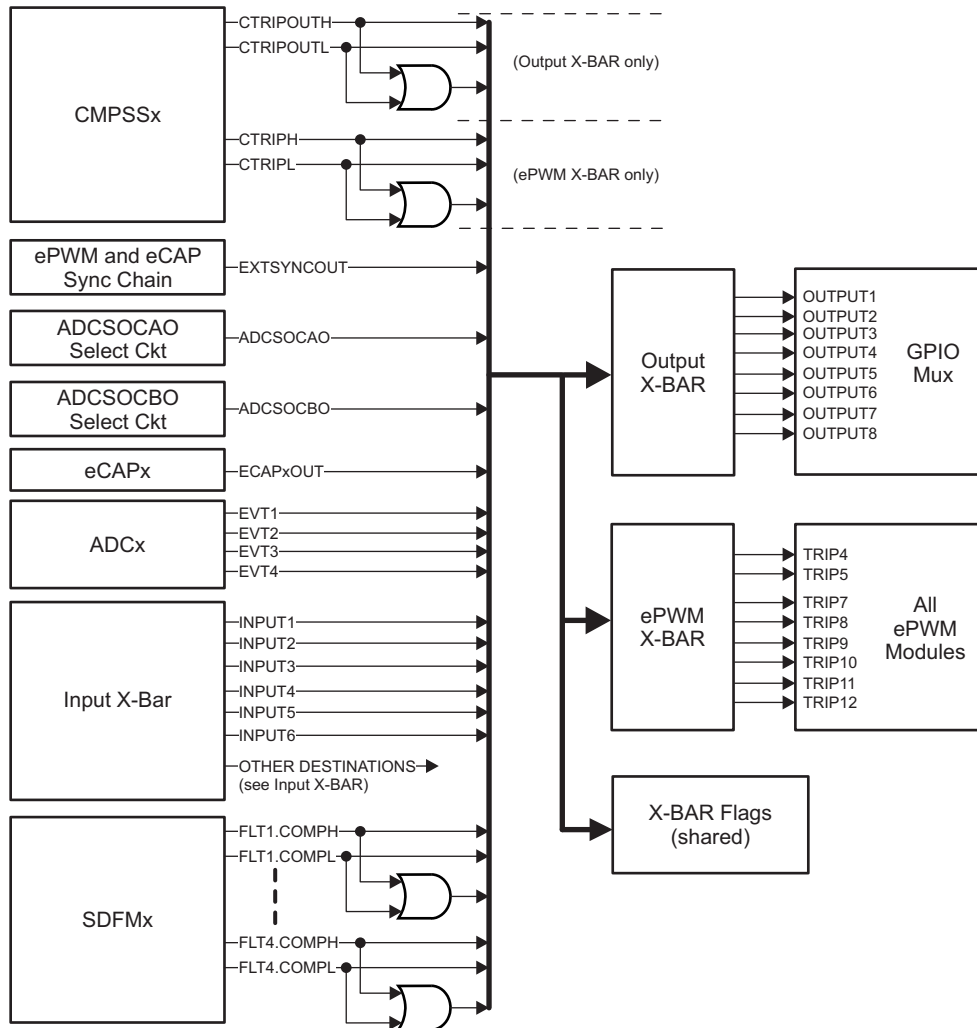 CMPSSx
CTRIPOUTH
CTRIPOUTL
(Output X-BAR only)
CTRIPH
CTRIPL
(ePWM X-BAR only)
ePWM and eCAP
Sync Chain
EXTSYNCOUT
ADCSOCAO
Select Ckt
ADCSOCAO
ADCSOCBO
Select Ckt
ADCSOCBO
eCAPx
ECAPxOUT
ADCx
EVT1
EVT2
EVT3
EVT4
Input X-Bar
INPUT1
INPUT2
INPUT3
INPUT4
INPUT5
INPUT6
OTHER DESTINATIONS
(see Input X-BAR)
SDFMx
FLT1.COMPH
FLT1.COMPL
FLT4.COMPH
FLT4.COMPL
Output
X-BAR
OUTPUT1
OUTPUT2
OUTPUT3
OUTPUT4
OUTPUT5
OUTPUT6
OUTPUT7
OUTPUT8
GPIO
Mux
ePWM
X-BAR
TRIP4
TRIP5
TRIP7
TRIP8
TRIP9
TRIP10
TRIP11
TRIP12
All
ePWM
Modules
X-BAR Flags
(shared)